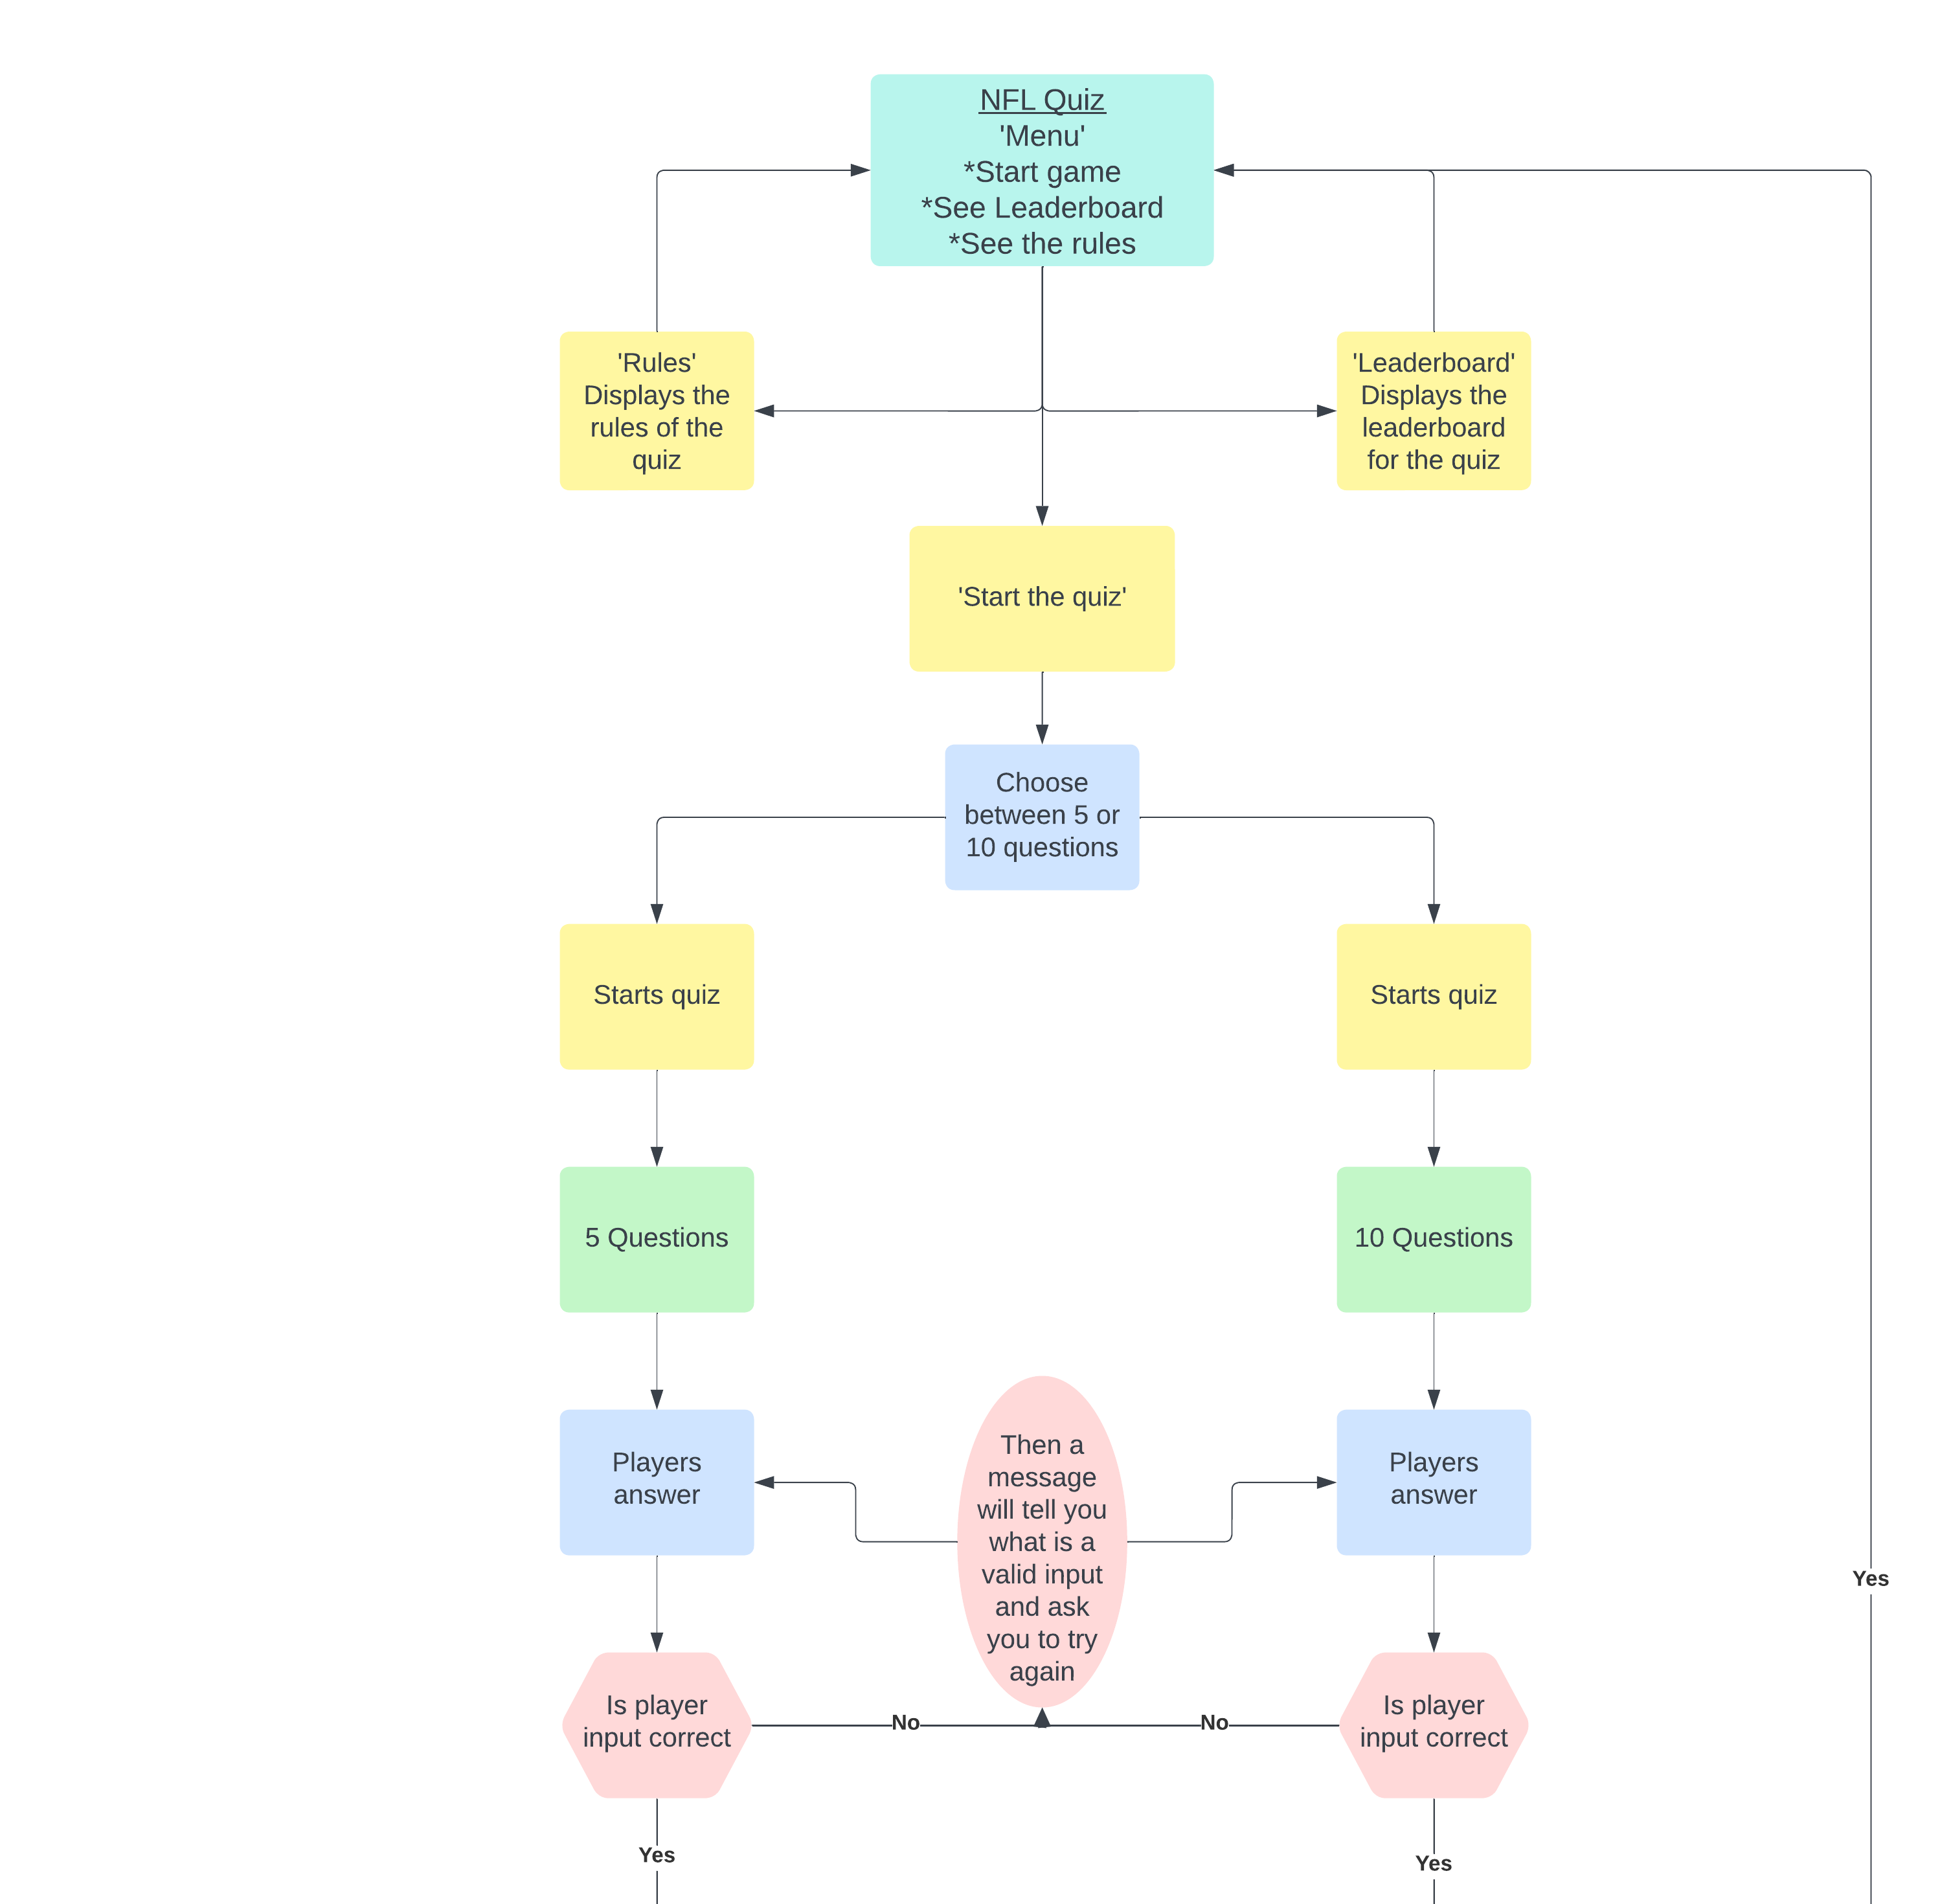 NFL Quiz
'Menu'
*Start game
*See Leaderboard
*See the rules
'Rules'
Displays the
rules of the
quiz
'Leaderboard'
Displays the
leaderboard
for the quiz
'Start the quiz'
Choose
between 5 or
10 questions
Starts quiz
Starts quiz
5 Questions
10 Questions
Players
answer
Then a
message
will tell you
what is a
valid input
and ask
you to try
again
Players
answer
Yes
Is player
input correct
No
No
Is player
input correct
Yes
Yes